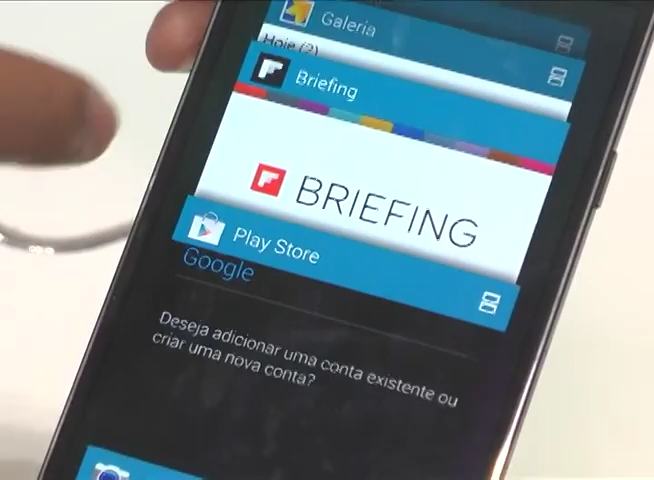 Galeria
Hoje (2)
Briefing
BRIEFING
Play Store
Google
Deseja adicionar uma conta existente ou
criar uma nova conta?